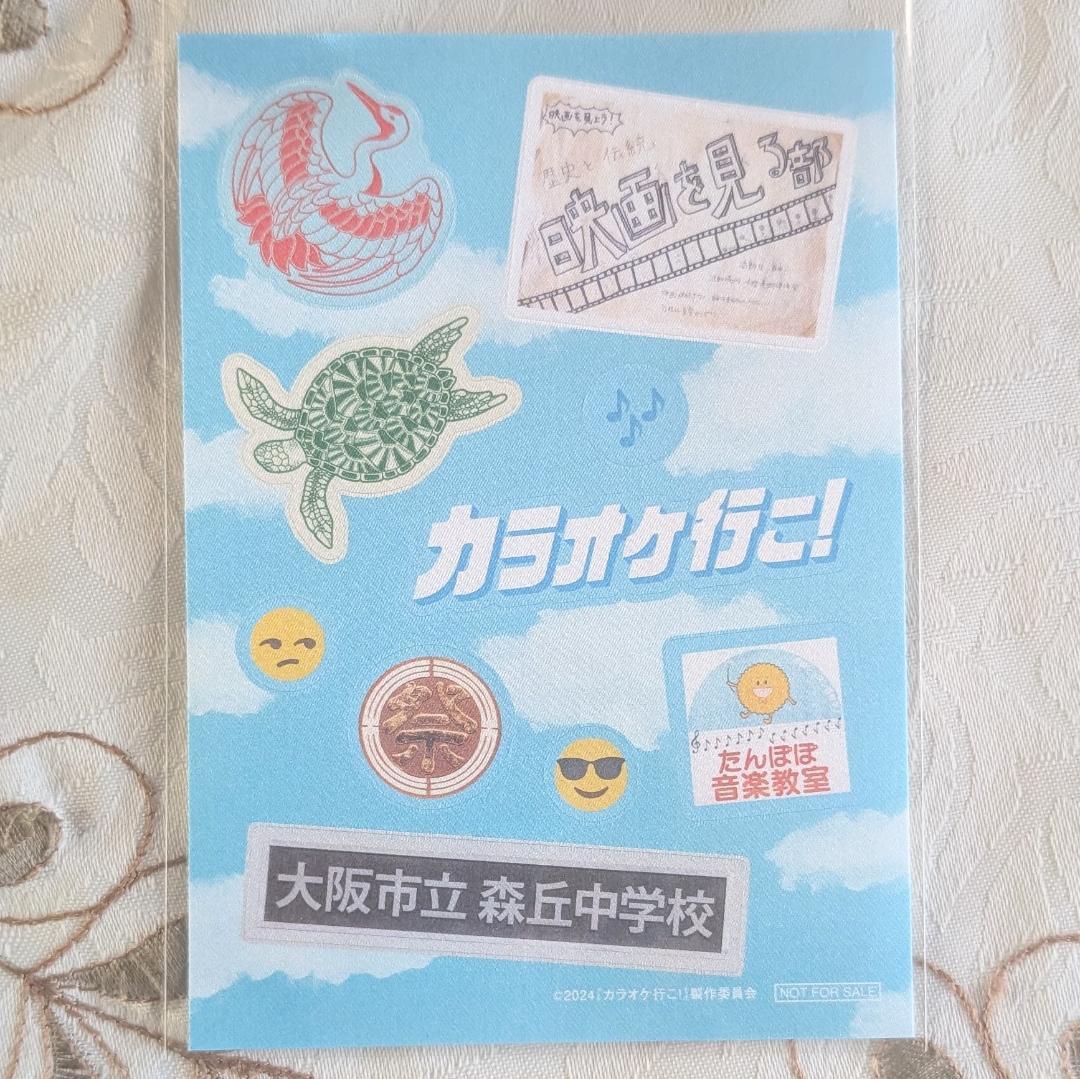 映画を見よう!
歴史と伝統
映画を見る部
カラオケ行こ!
たんぽぽ
音楽教室
大阪市立 森丘中学校
©2024『カラオケ行こ!』製作委員会
NOT FOR SALE